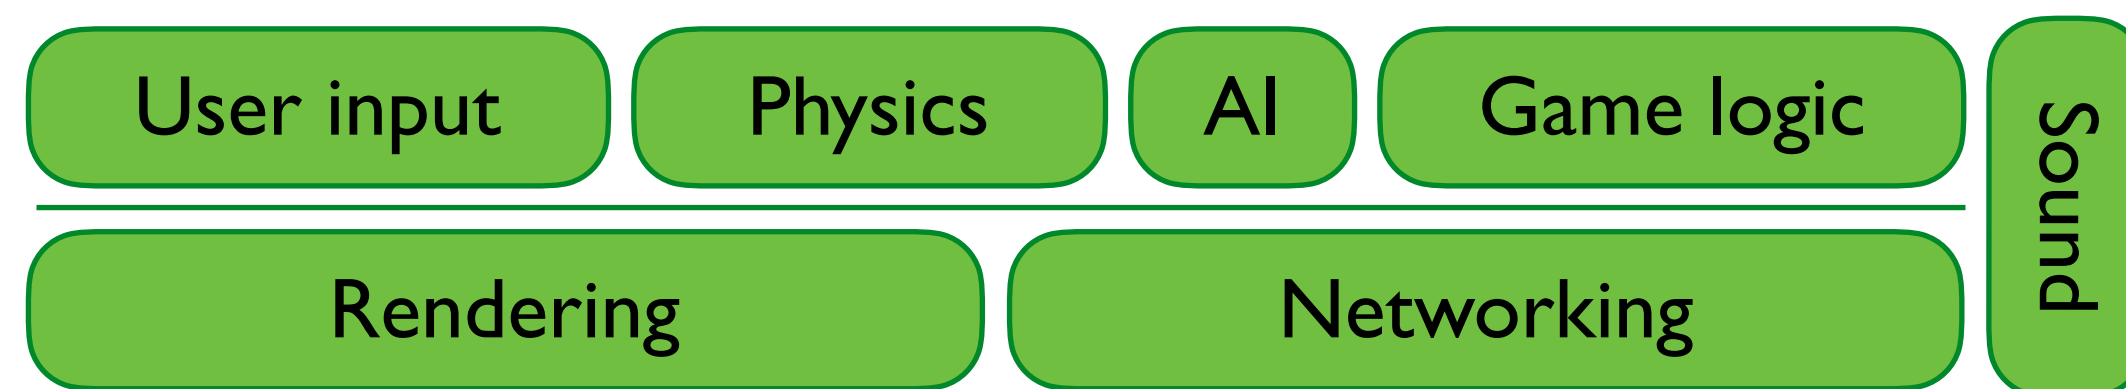 User input
Physics
AI
Game logic
Sound
Rendering
Networking